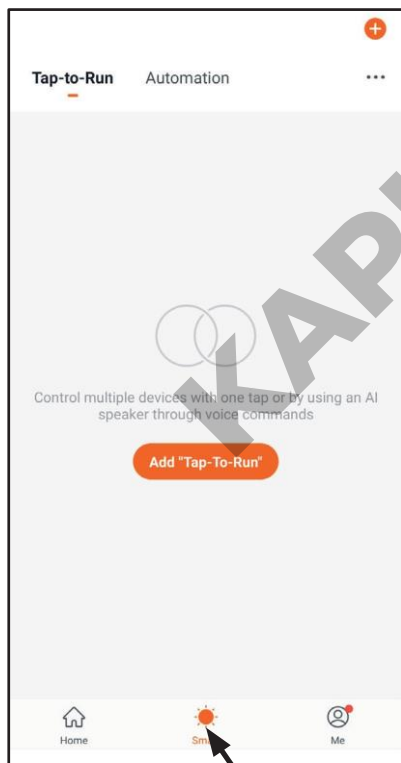 Tap-to-Run Automation
Control multiple devices with one tap or by using an AI
speaker through voice commands
Add "Tap-To-Run"
Home Me